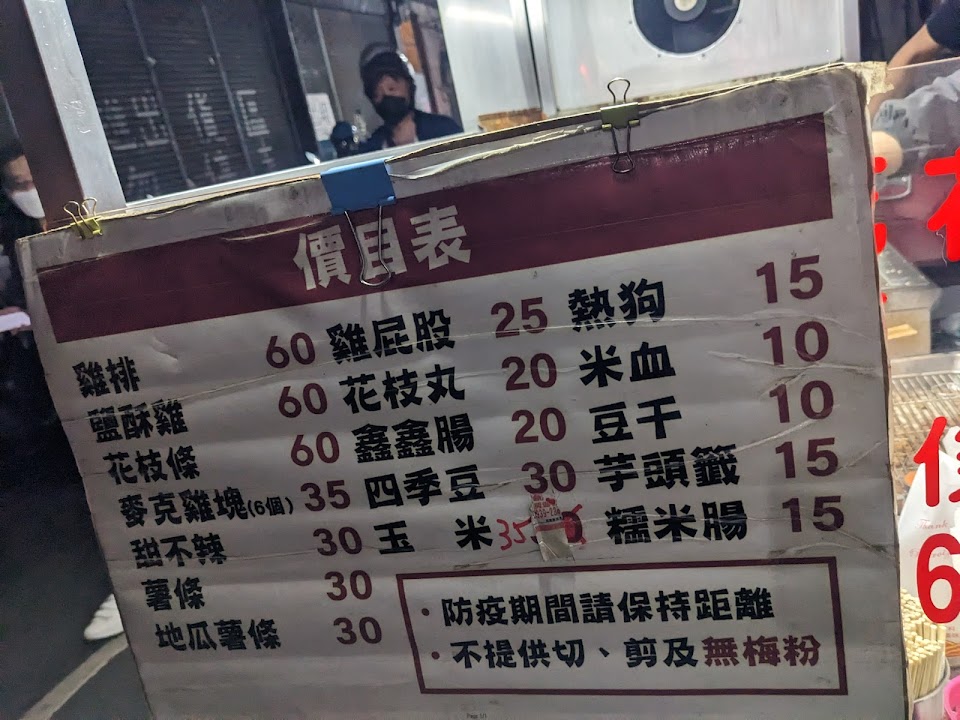 價目表
雞排 60
鹽酥雞 60
花枝條 60
麥克雞塊(6個) 35
甜不辣 30
薯條 30
地瓜薯條 30
雞屁股 25
花枝丸 20
鑫鑫腸 20
四季豆 30
玉 米 35
熱狗 15
米血 10
豆干 10
芋頭籤 15
糯米腸 15
·防疫期間請保持距離
·不提供切、剪及無梅粉
6